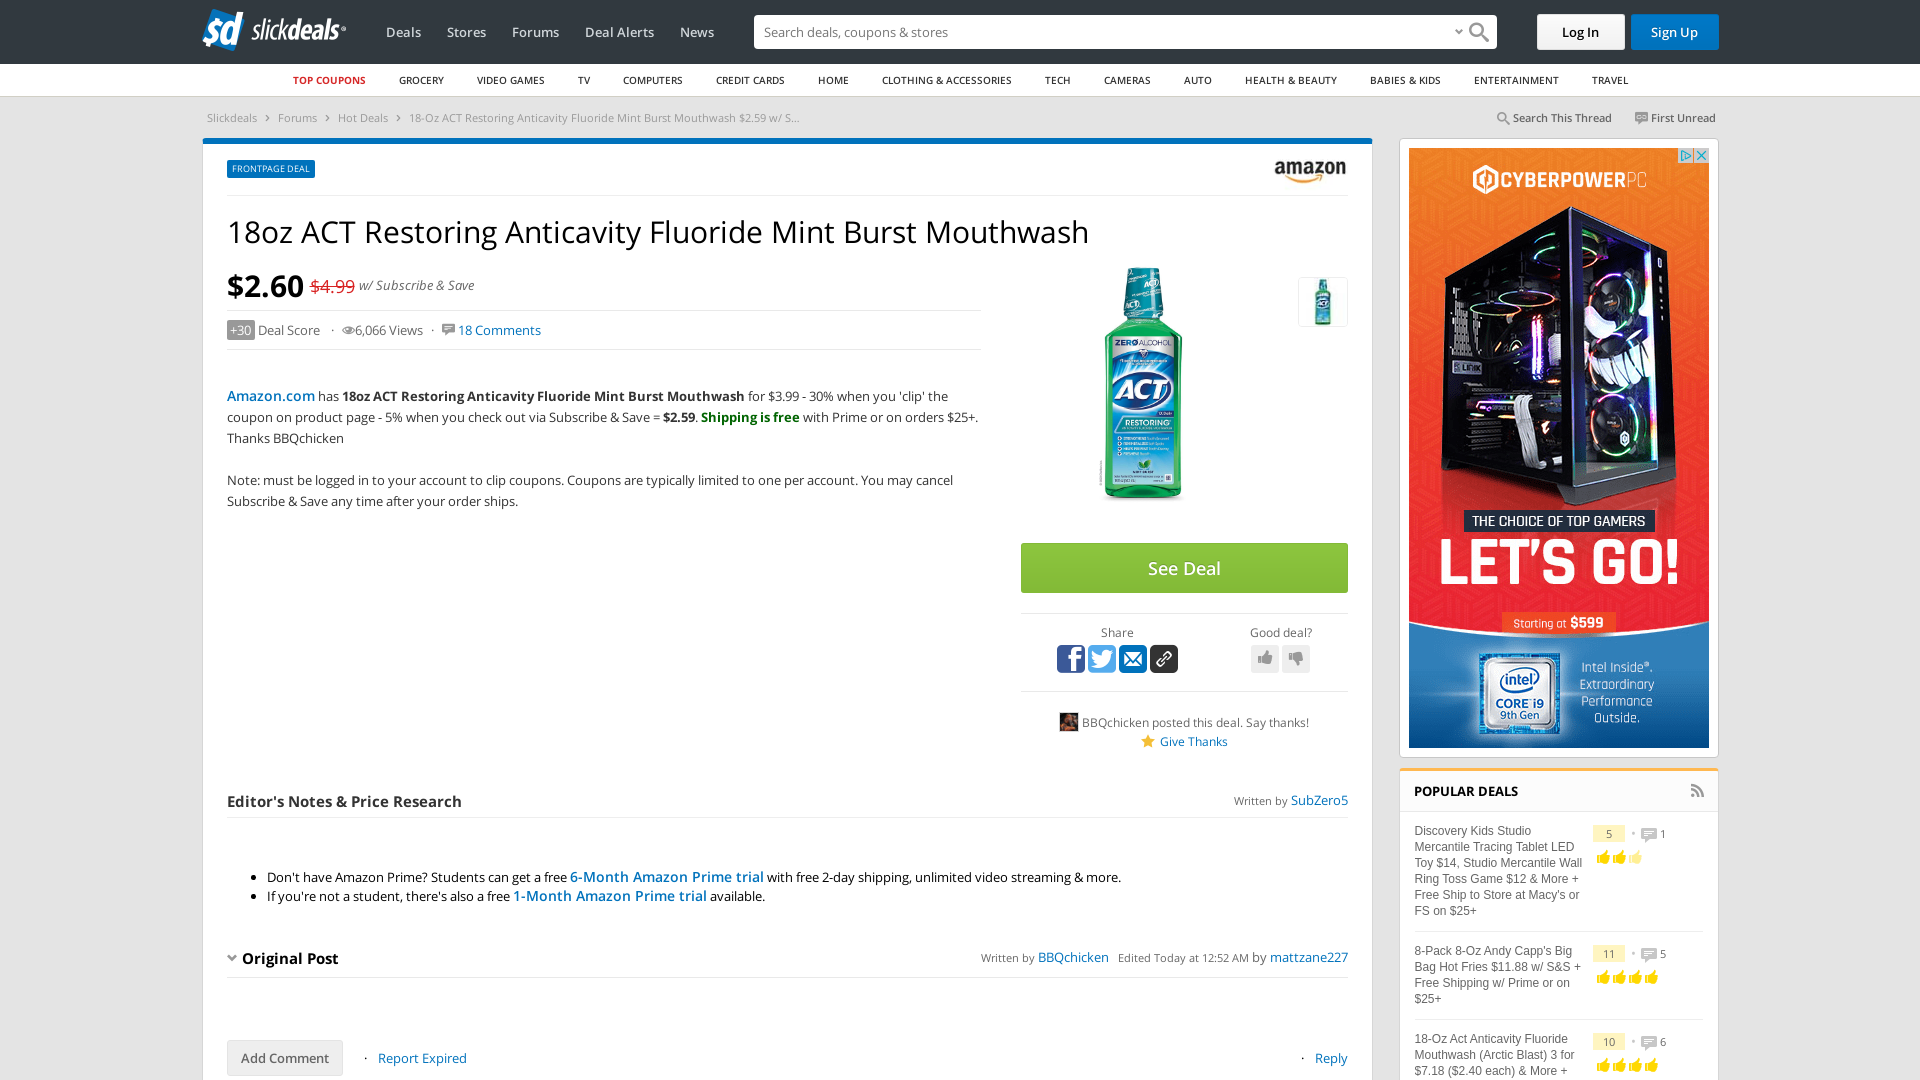 sd slickdeals
Deals Stores Forums Deal Alerts News
Search deals, coupons & stores
Log In
Sign Up
TOP COUPONS GROCERY VIDEO GAMES TV COMPUTERS CREDIT CARDS HOME CLOTHING & ACCESSORIES TECH CAMERAS AUTO HEALTH & BEAUTY BABIES & KIDS ENTERTAINMENT TRAVEL
Slickdeals › Forums › Hot Deals › 18-Oz ACT Restoring Anticavity Fluoride Mint Burst Mouthwash $2.59 w/ S...
Search This Thread First Unread
FRONTPAGE DEAL
amazon
18oz ACT Restoring Anticavity Fluoride Mint Burst Mouthwash
$2.60 $4.99 w/ Subscribe & Save
+30 Deal Score · 6,066 Views · 18 Comments
Amazon.com has 18oz ACT Restoring Anticavity Fluoride Mint Burst Mouthwash for $3.99 - 30% when you 'clip' the
coupon on product page - 5% when you check out via Subscribe & Save = $2.59. Shipping is free with Prime or on orders $25+.
Thanks BBQchicken
Note: must be logged in to your account to clip coupons. Coupons are typically limited to one per account. You may cancel
Subscribe & Save any time after your order ships.
ACT
ZERO ALCOHOL
ACT
RESTORING
See Deal
Share
Good deal?
BBQchicken posted this deal. Say thanks!
Give Thanks
Editor's Notes & Price Research
Written by SubZero5
• Don't have Amazon Prime? Students can get a free 6-Month Amazon Prime trial with free 2-day shipping, unlimited video streaming & more.
• If you're not a student, there's also a free 1-Month Amazon Prime trial available.
Original Post
Written by BBQchicken Edited Today at 12:52 AM by mattzane227
Add Comment · Report Expired
· Reply
CYBERPOWERPC
THE CHOICE OF TOP GAMERS
LET'S GO!
Starting at $599
intel
CORE i9
9th Gen
Intel Inside®.
Extraordinary
Performance
Outside.
POPULAR DEALS
Discovery Kids Studio
Mercantile Tracing Tablet LED
Toy $14, Studio Mercantile Wall
Ring Toss Game $12 & More +
Free Ship to Store at Macy's or
FS on $25+
5 • 1
8-Pack 8-Oz Andy Capp's Big
Bag Hot Fries $11.88 w/ S&S +
Free Shipping w/ Prime or on
$25+
11 • 5
18-Oz Act Anticavity Fluoride
Mouthwash (Arctic Blast) 3 for
$7.18 ($2.40 each) & More +
10 • 6